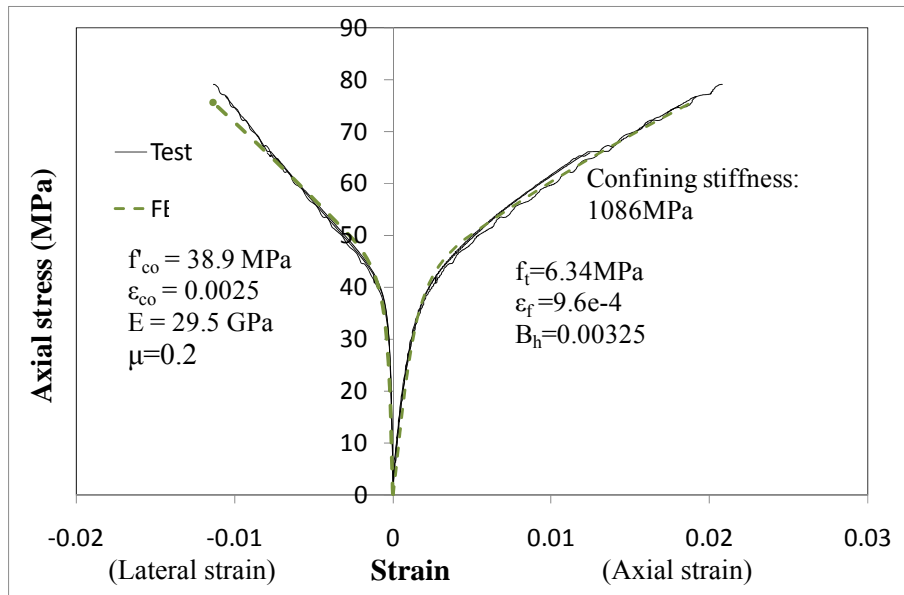 90
80
70
60
50
40
30
20
10
0
Axial stress (MPa)
Test
FE
f'co = 38.9 MPa
εco = 0.0025
E = 29.5 GPa
μ=0.2
Confining stiffness:
1086MPa
ft=6.34MPa
εf=9.6e-4
Bh=0.00325
-0.02 -0.01 0 0.01 0.02 0.03
(Lateral strain) Strain (Axial strain)